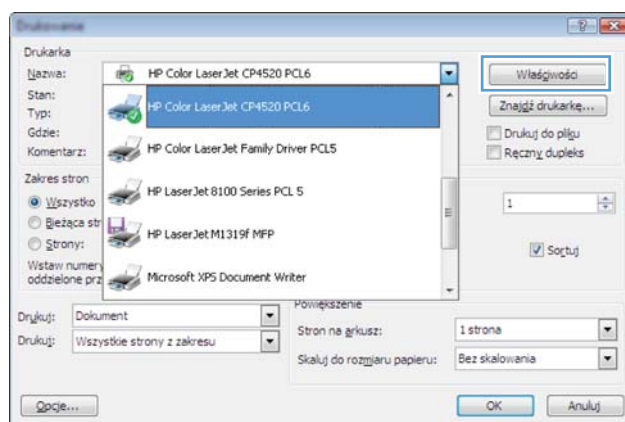 Drukowanie
Drukarka
Nazwa: HP Color LaserJet CP4520 PCL6 Właściwości
Stan:
HP Color LaserJet CP4520 PCL6 Znajdź drukarkę...
Typ:
Gdzie: Drukuj do pliku
Komentarz: HP Color LaserJet Family Driver PCL5 Ręczny dupleks
Zakres stron
HP LaserJet 8100 Series PCL 5
Wszystko 1
Bieżąca str
HP LaserJet M1319f MFP
Strony: Sortuj
Wstaw numery
oddzielone prz Microsoft XPS Document Writer
Powiększenie
Drukuj: Dokument Stron na arkusz: 1 strona
Drukuj: Wszystkie strony z zakresu
Skaluj do rozmiaru papieru: Bez skalowania
Opcje... OK Anuluj